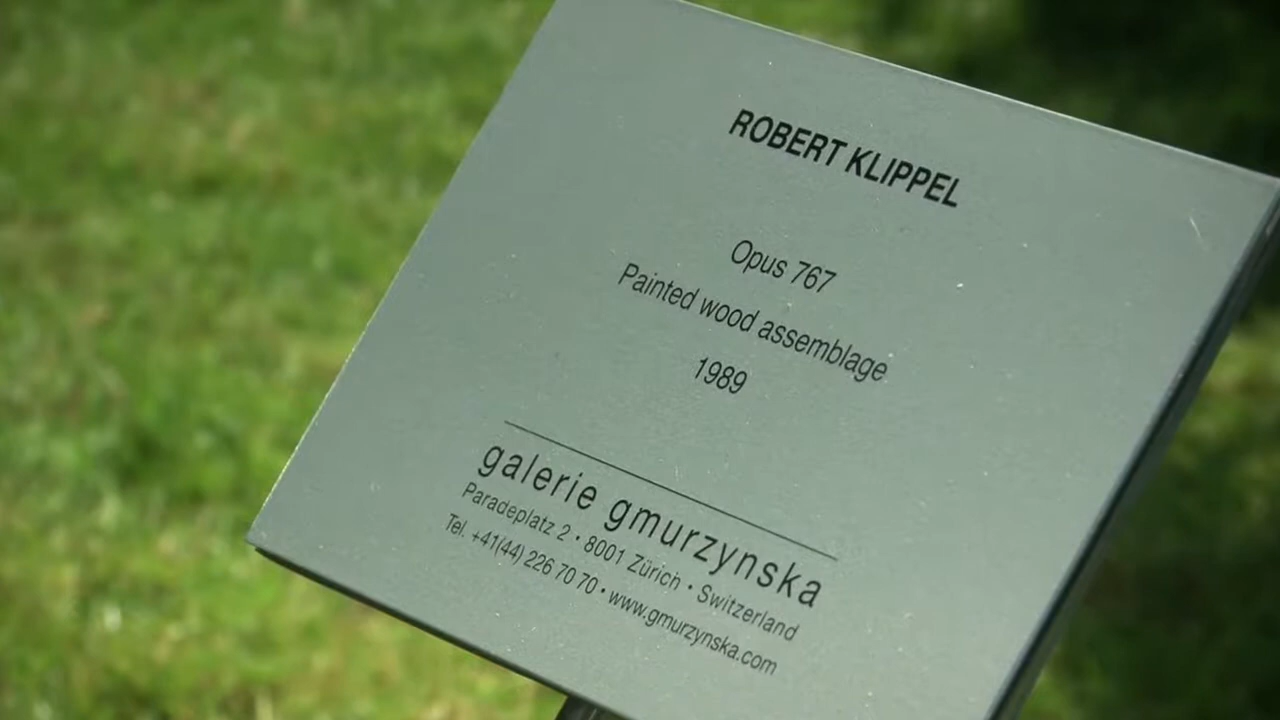 ROBERT KLIPPEL
Opus 767
Painted wood assemblage
1989
galerie gmurzynska
Paradeplatz 2 • 8001 Zürich • Switzerland
Tel. +41(44) 226 70 70 • www.gmurzynska.com